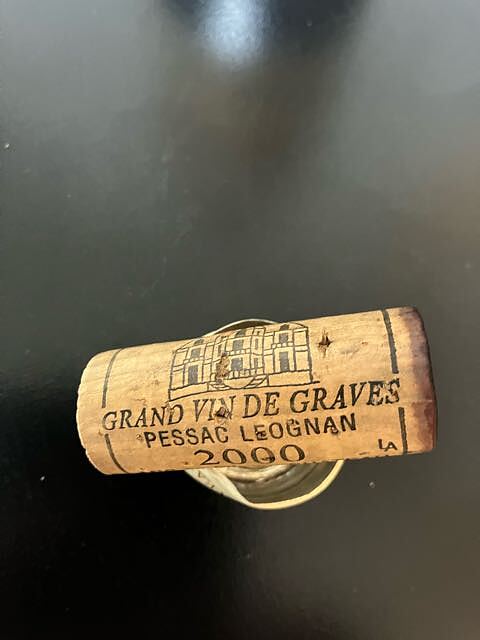 GRAND VIN DE GRAVES
PESSAC LEOGNAN
2000
LA